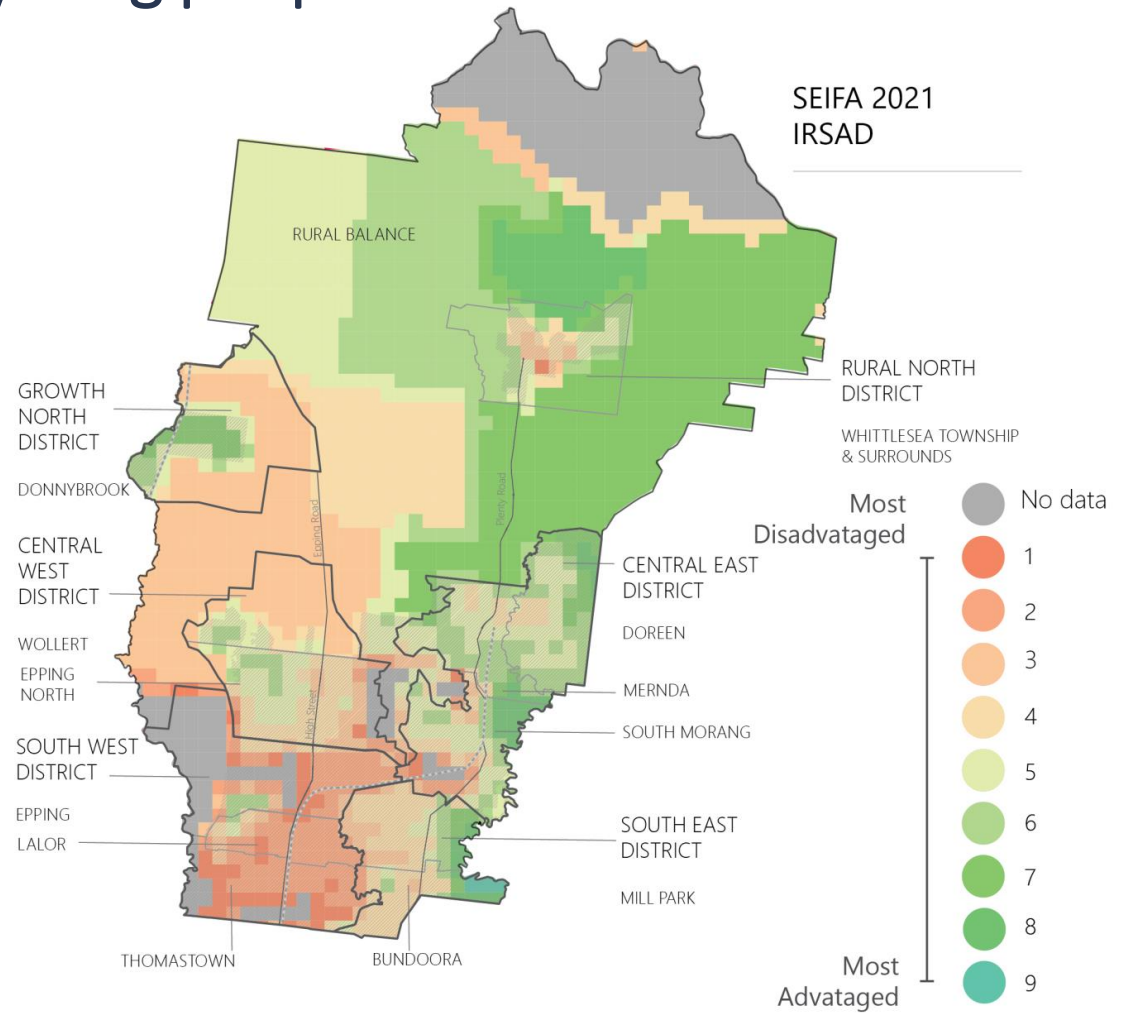 SEIFA 2021
IRSAD
RURAL BALANCE
GROWTH
NORTH
DISTRICT
DONNYBROOK
CENTRAL
WEST
DISTRICT
WOLLERT
EPPING
NORTH
SOUTH WEST
DISTRICT
EPPING
LALOR
THOMASTOWN
BUNDOORA
Epping Road
High Street
Plenty Road
RURAL NORTH
DISTRICT
WHITTLESEA TOWNSHIP
& SURROUNDS
CENTRAL EAST
DISTRICT
DOREEN
MERNDA
SOUTH MORANG
SOUTH EAST
DISTRICT
MILL PARK
Most
Disadvataged
No data
1
2
3
4
5
6
7
8
9
Most
Advataged